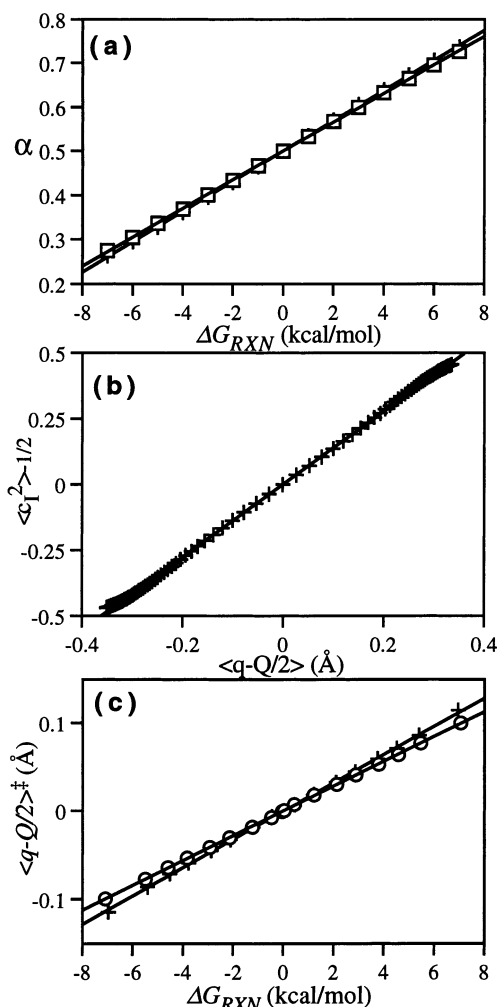 0.8
(a)
0.7
0.6
α 0.5
0.4
0.3
0.2
-8 -6 -4 -2 0 2 4 6 8
ΔG_RXN (kcal/mol)
0.5
(b)
0.25
<c_I^2>-1/2
0
-0.25
-0.5
-0.4 -0.2 0 0.2 0.4
<q-Q/2> (Å)
(c)
0.1
<q-Q/2>^‡ (Å)
0
-0.1
-8 -6 -4 -2 0 2 4 6 8
ΔG_RXN (kcal/mol)